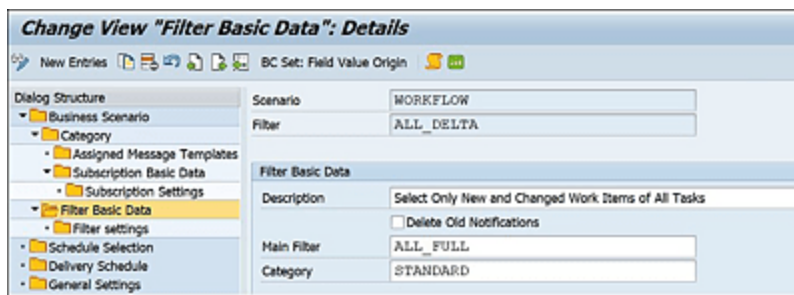 Change View "Filter Basic Data": Details
New Entries BC Set: Field Value Origin
Dialog Structure
Business Scenario
Category
Assigned Message Templates
Subscription Basic Data
Subscription Settings
Filter Basic Data
Filter settings
Schedule Selection
Delivery Schedule
General Settings
Scenario WORKFLOW
Filter ALL_DELTA
Filter Basic Data
Description Select Only New and Changed Work Items of All Tasks
Delete Old Notifications
Main Filter ALL_FULL
Category STANDARD